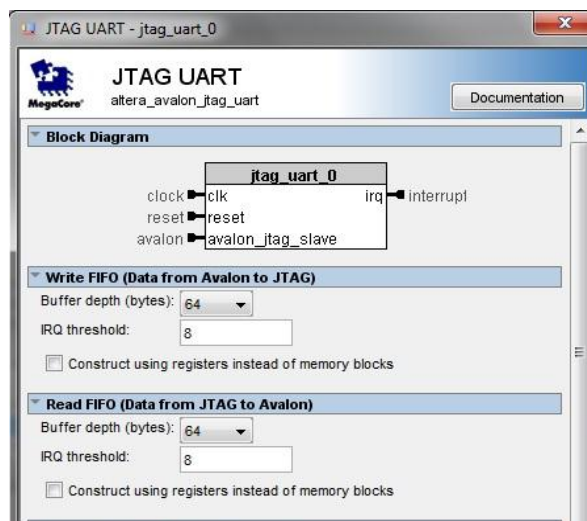 JTAG UART - jtag_uart_0
x
MegaCore®
JTAG UART
altera_avalon_jtag_uart
Documentation
Block Diagram
jtag_uart_0
clock clk irq interrupt
reset reset
avalon avalon_jtag_slave
Write FIFO (Data from Avalon to JTAG)
Buffer depth (bytes): 64
IRQ threshold: 8
Construct using registers instead of memory blocks
Read FIFO (Data from JTAG to Avalon)
Buffer depth (bytes): 64
IRQ threshold: 8
Construct using registers instead of memory blocks